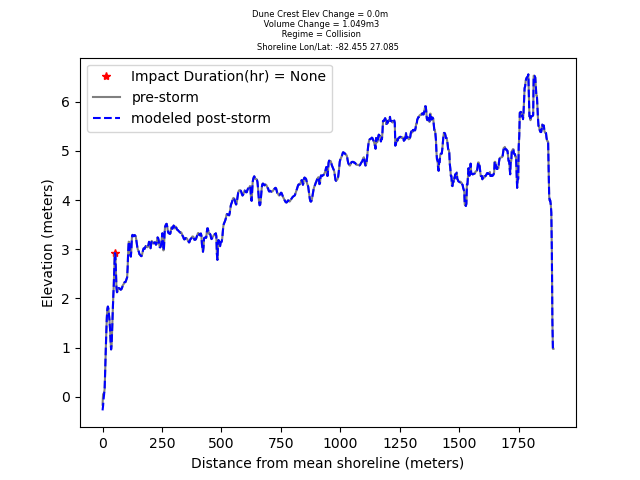 Dune Crest Elev Change = 0.0m
Volume Change = 1.049m3
Regime = Collision
Shoreline Lon/Lat: -82.455 27.085
Impact Duration(hr) = None
pre-storm
modeled post-storm
6
5
4
3
2
1
0
Elevation (meters)
0 250 500 750 1000 1250 1500 1750
Distance from mean shoreline (meters)